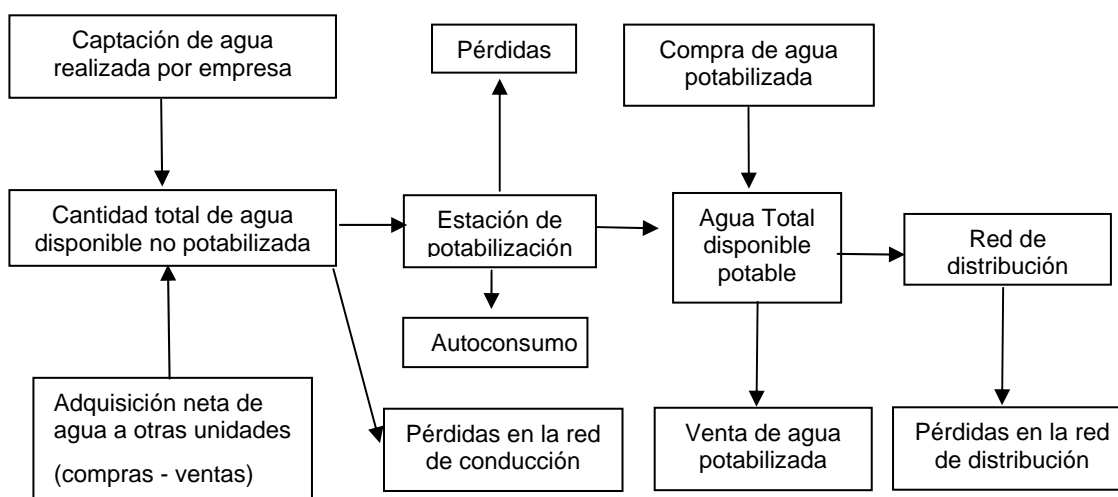 Captación de agua
realizada por empresa
Pérdidas
Compra de agua
potabilizada
Cantidad total de agua
disponible no potabilizada
Estación de
potabilización
Agua Total
disponible
potable
Red de
distribución
Autoconsumo
Adquisición neta de
agua a otras unidades
(compras - ventas)
Pérdidas en la red
de conducción
Venta de agua
potabilizada
Pérdidas en la red
de distribución